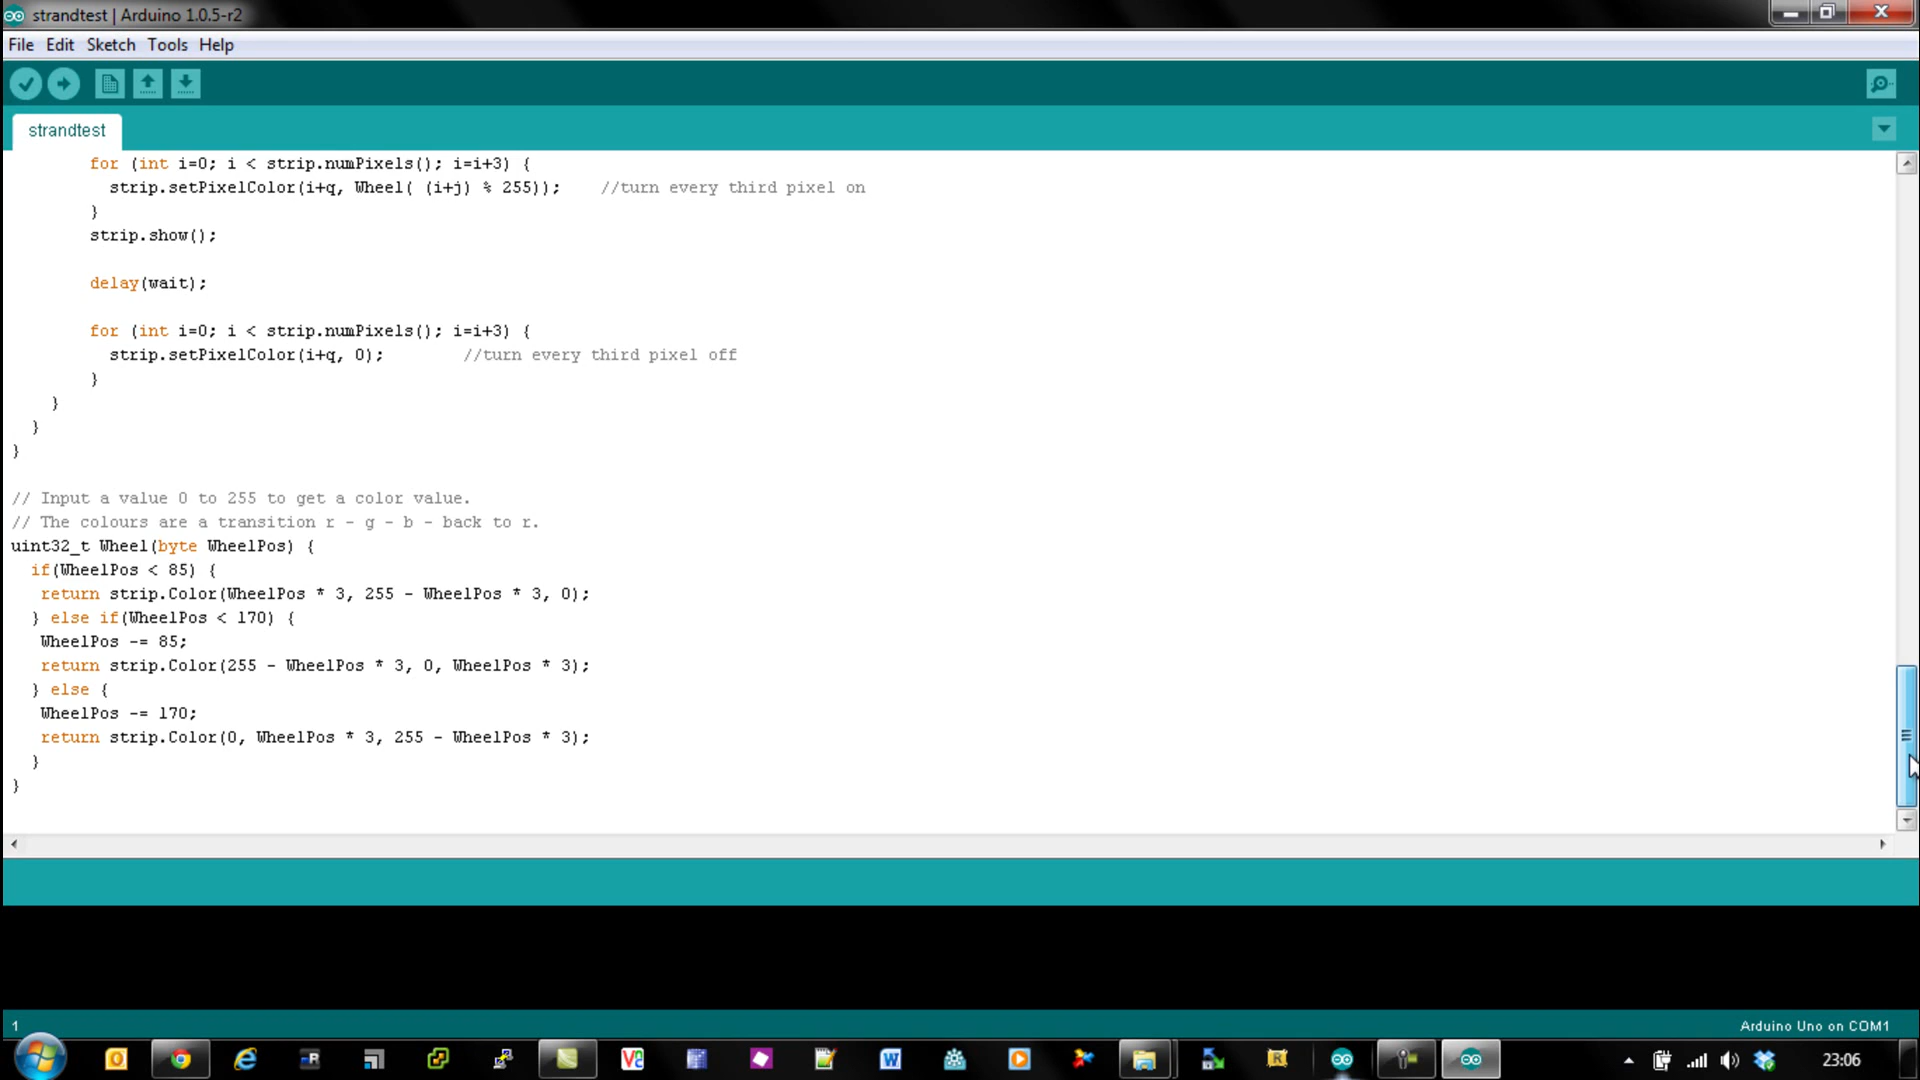 strandtest | Arduino 1.0.5-r2
File Edit Sketch Tools Help
strandtest
for (int i=0; i < strip.numPixels(); i=i+3) {
strip.setPixelColor(i+q, Wheel( (i+j) % 255)); //turn every third pixel on
}
strip.show();
delay(wait);
for (int i=0; i < strip.numPixels(); i=i+3) {
strip.setPixelColor(i+q, 0); //turn every third pixel off
}
}
}
}
// Input a value 0 to 255 to get a color value.
// The colours are a transition r - g - b - back to r.
uint32_t Wheel(byte WheelPos) {
if(WheelPos < 85) {
return strip.Color(WheelPos * 3, 255 - WheelPos * 3, 0);
} else if(WheelPos < 170) {
WheelPos -= 85;
return strip.Color(255 - WheelPos * 3, 0, WheelPos * 3);
} else {
WheelPos -= 170;
return strip.Color(0, WheelPos * 3, 255 - WheelPos * 3);
}
}
1
Arduino Uno on COM1
23:06